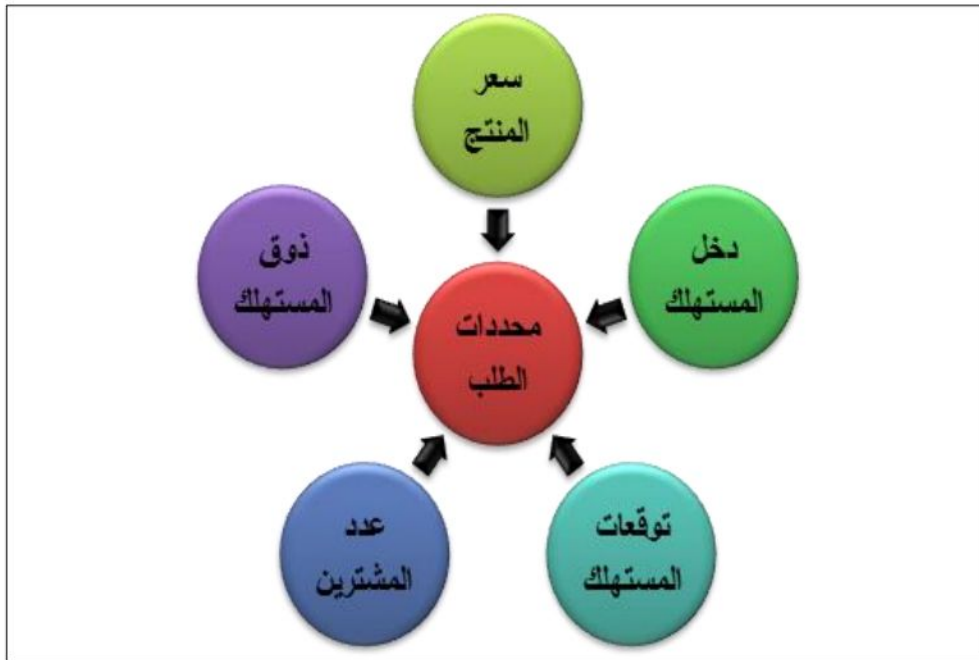 سعر
المنتج
دخل
المستهلك
ذوق
المستهلك
محددات
الطلب
توقعات
المستهلك
عدد
المشترين